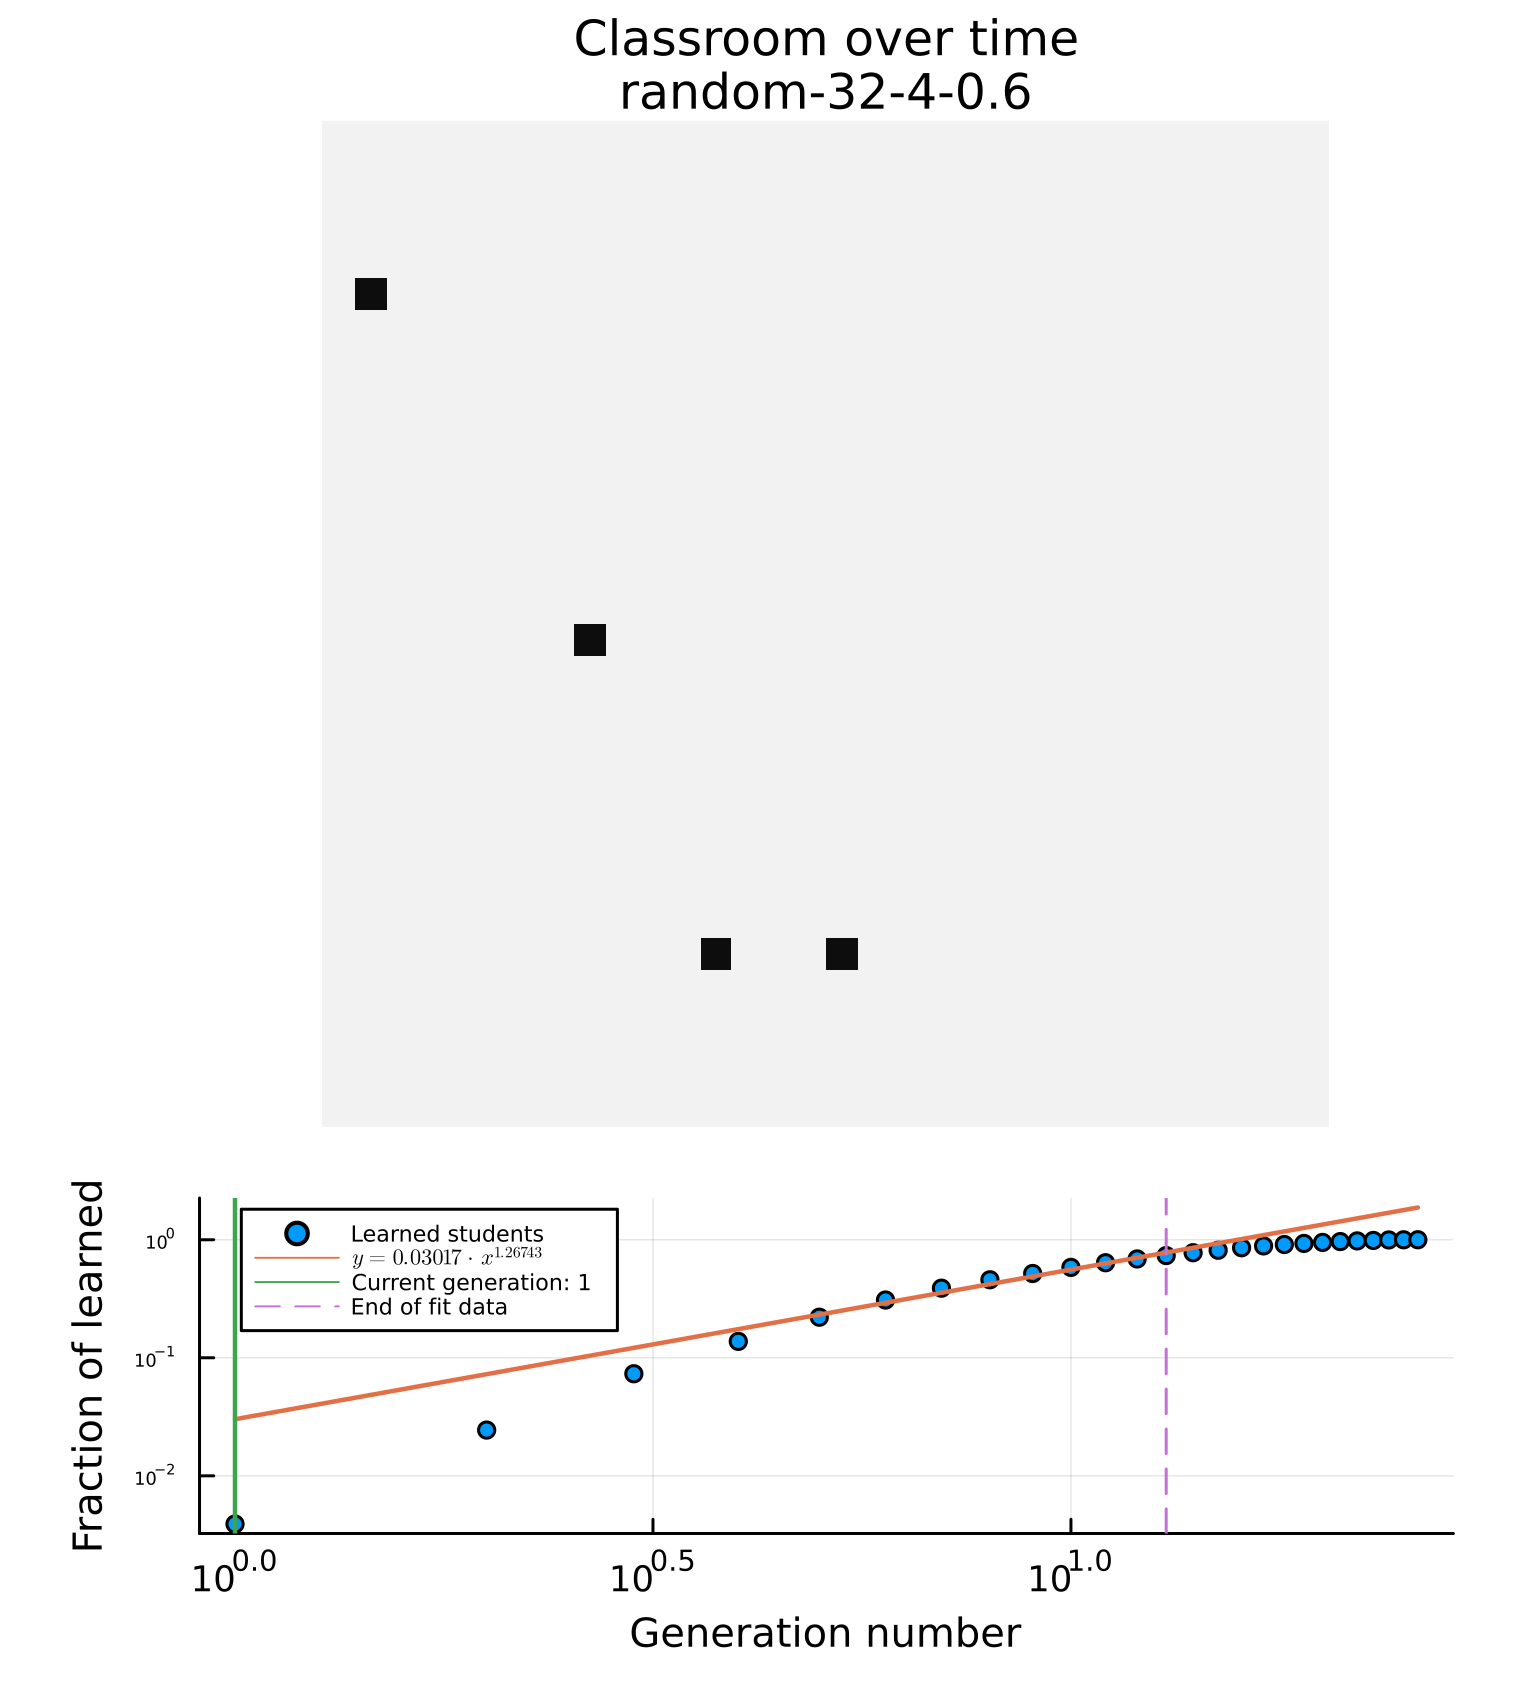 Classroom over time
random-32-4-0.6
Fraction of learned
10⁰
10⁻¹
10⁻²
Learned students
y = 0.03017 · x^1.26743
Current generation: 1
End of fit data
10^0.0
10^0.5
10^1.0
Generation number